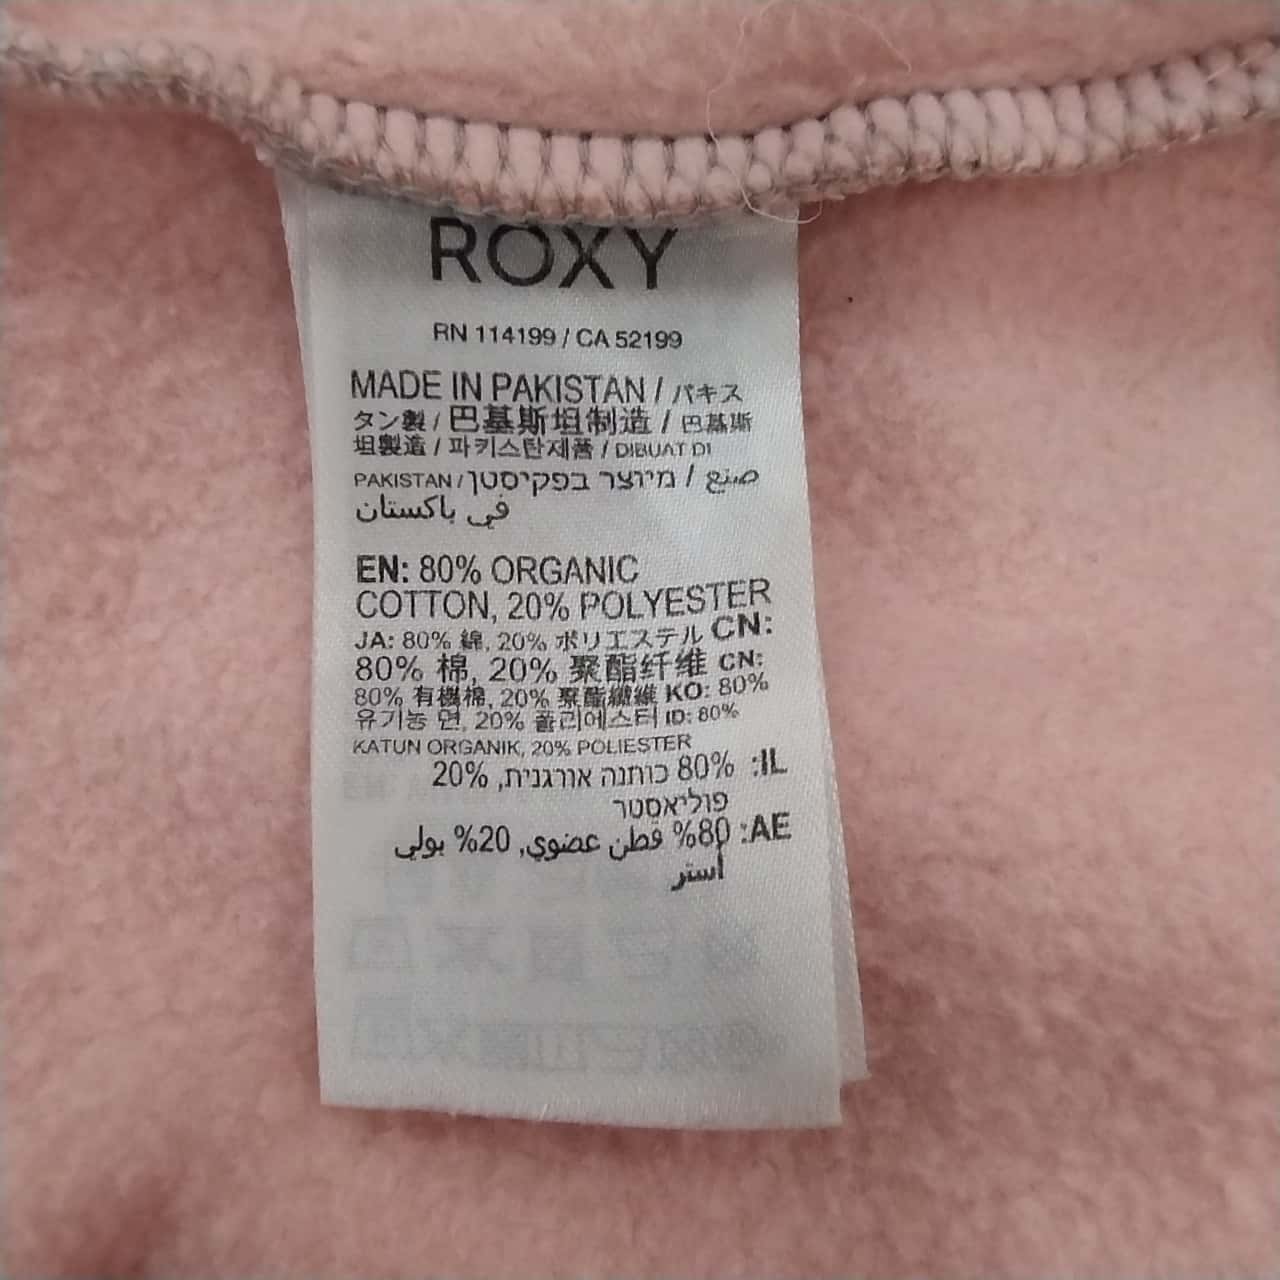 ROXY
RN 114199 / CA 52199
MADE IN PAKISTAN / パキス
タン製 / 巴基斯坦制造 / 巴基斯
坦製造 / 파키스탄제품 / DIBUAT DI
PAKISTAN / מיוצר בפקיסטן / صنع
في باكستان
EN: 80% ORGANIC
COTTON, 20% POLYESTER
JA: 80% 綿, 20% ポリエステル CN:
80% 棉, 20% 聚酯纤维 CN:
80% 有機棉, 20% 聚酯纖維 KO: 80%
유기농 면, 20% 폴리에스터 ID: 80%
KATUN ORGANIK, 20% POLIESTER
IL: 80% כותנה אורגנית, 20%
פוליאסטר
AE: 80% قطن عضوي, 20% بولي
أستر